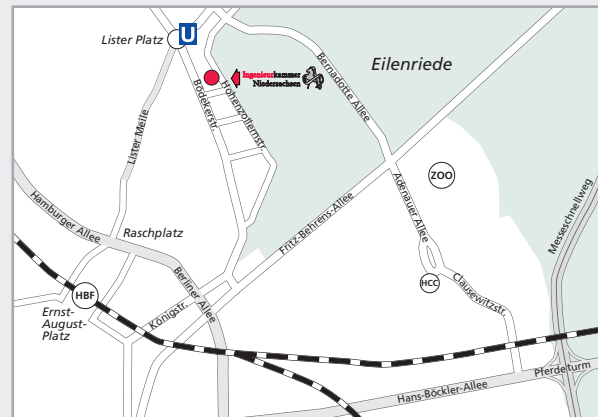 Lister Platz
U
Eilenriede
Bernadotte Allee
Ingenieurkammer
Niedersachsen
Hohenzollernstr.
Bödekerstr.
Lister Meile
ZOO
Adenauer Allee
Messeschnellweg
Fritz-Behrens-Allee
Hamburger Allee
Raschplatz
HCC
Clausewitzstr.
Berliner Allee
HBF
Königstr.
Ernst-
August-
Platz
Hans-Böckler-Allee
Pferdeturm